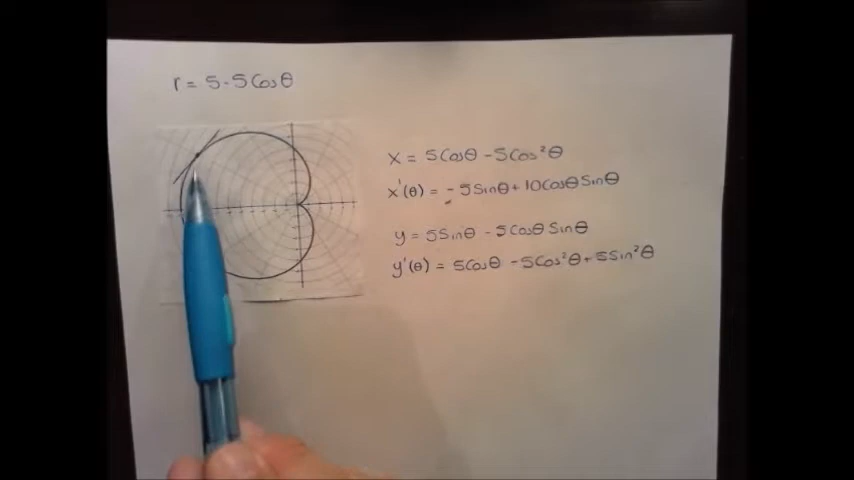 r = 5-5Cosθ
x = 5Cosθ -5Cos²θ
x'(θ) = -5Sinθ+10CosθSinθ
y = 5Sinθ -5CosθSinθ
y'(θ) = 5Cosθ -5Cos²θ+5Sin²θ